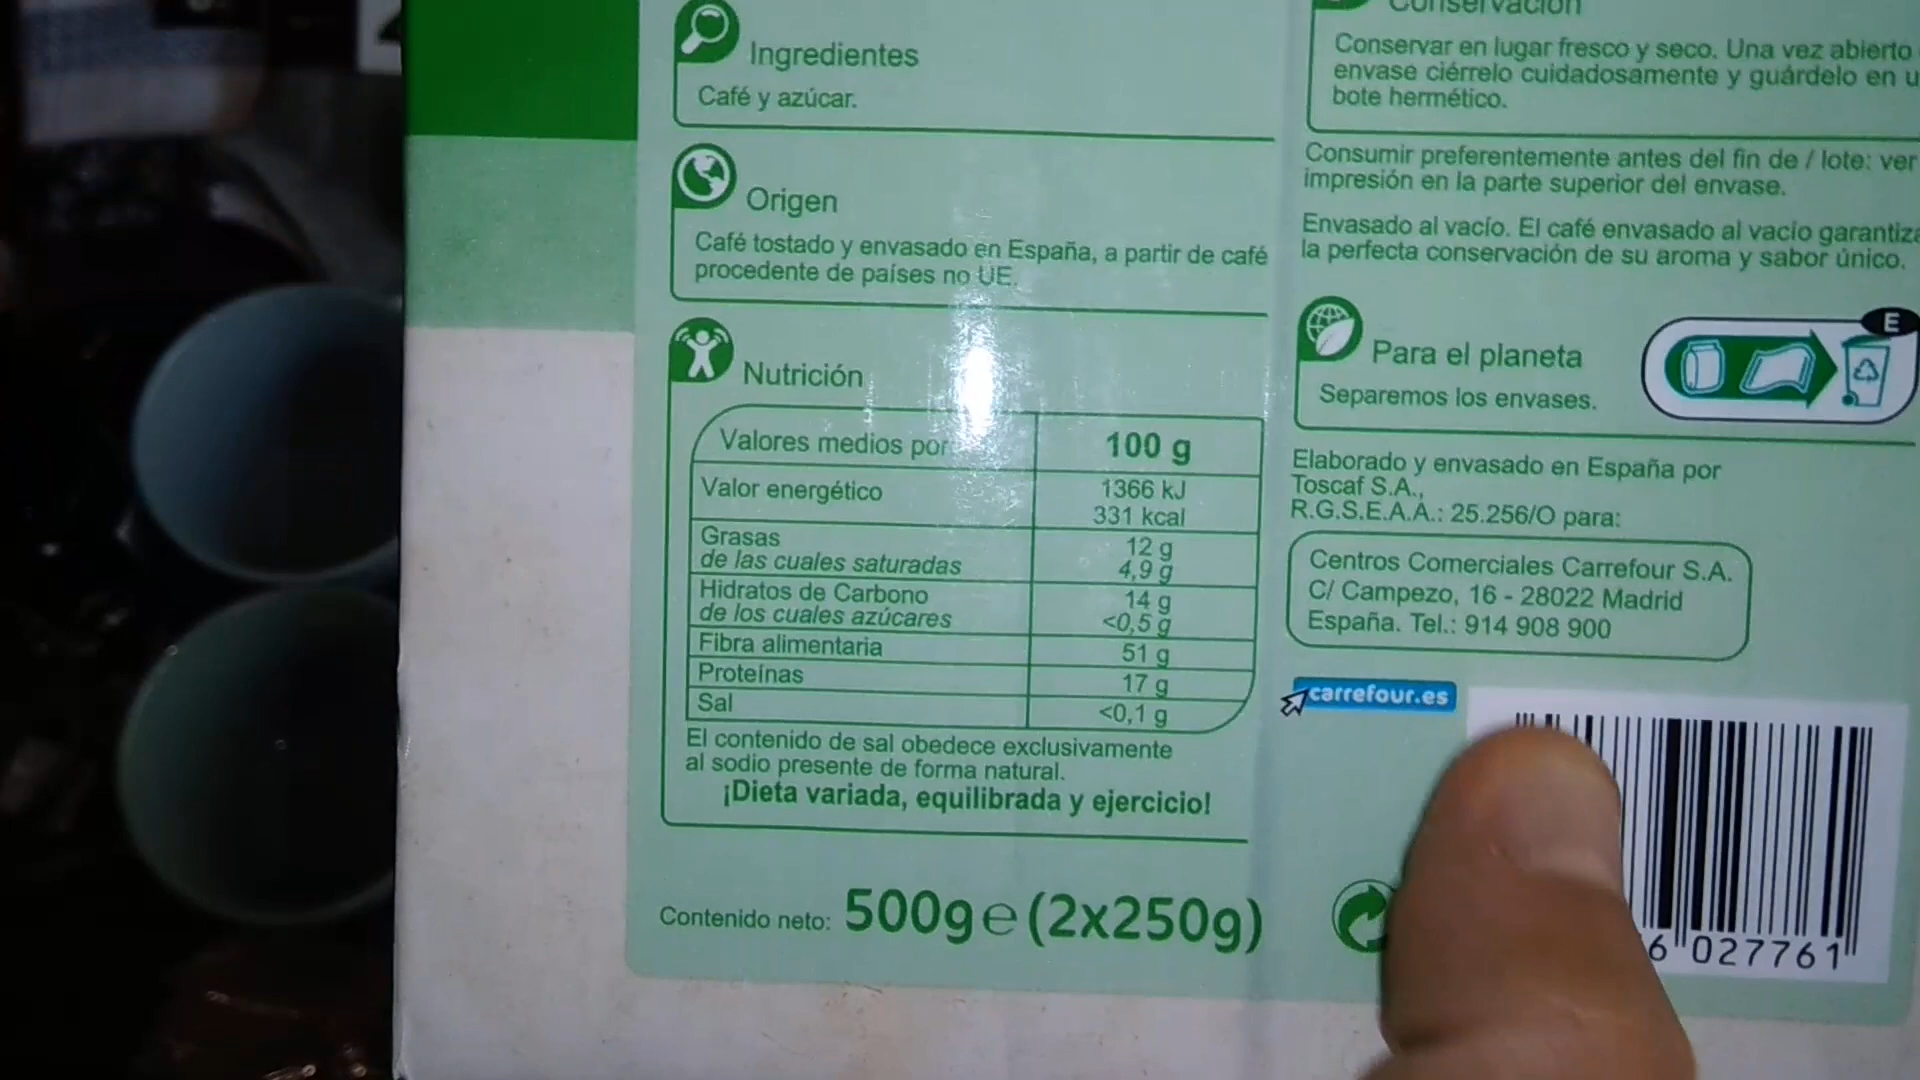 Ingredientes
Café y azúcar.
Origen
Café tostado y envasado en España, a partir de café
procedente de países no UE.
Nutrición
Valores medios por 100 g
Valor energético 1366 kJ
331 kcal
Grasas 12 g
de las cuales saturadas 4,9 g
Hidratos de Carbono 14 g
de los cuales azúcares <0,5 g
Fibra alimentaria 51 g
Proteínas 17 g
Sal <0,1 g
El contenido de sal obedece exclusivamente
al sodio presente de forma natural.
¡Dieta variada, equilibrada y ejercicio!
Contenido neto: 500g e (2x250g)
Conservación
Conservar en lugar fresco y seco. Una vez abierto
envase ciérrelo cuidadosamente y guárdelo en
bote hermético.
Consumir preferentemente antes del fin de / lote: ver
impresión en la parte superior del envase.
Envasado al vacío. El café envasado al vacío garantiza
la perfecta conservación de su aroma y sabor único.
Para el planeta
Separemos los envases.
E
Elaborado y envasado en España por
Toscaf S.A.,
R.G.S.E.A.A.: 25.256/O para:
Centros Comerciales Carrefour S.A.
C/ Campezo, 16 - 28022 Madrid
España. Tel.: 914 908 900
carrefour.es
6 027761